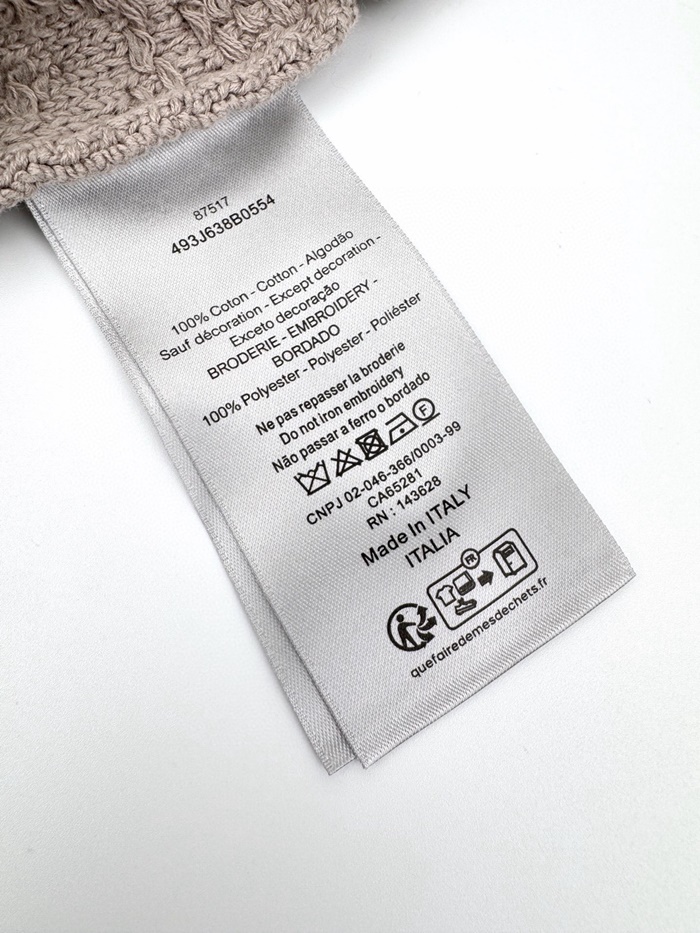 87517
493J638B0554
100% Coton - Cotton - Algodão
Sauf décoration - Except decoration -
Exceto decoração
BRODERIE - EMBROIDERY -
BORDADO
100% Polyester - Polyester - Poliéster
Ne pas repasser la broderie
Do not iron embroidery
Não passar a ferro o bordado
F
CNPJ 02-046-366/0003-99
CA65281
RN : 143628
Made In ITALY
ITALIA
FR
quefairedemesdechets.fr